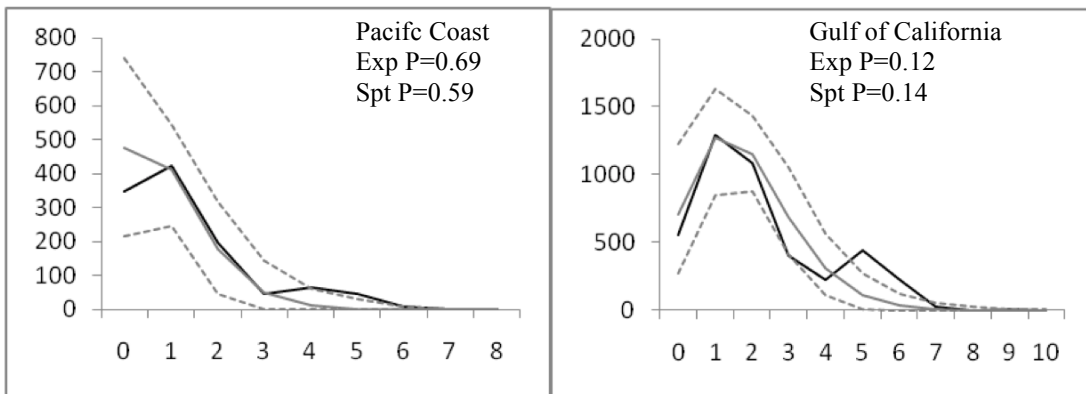 Pacifc Coast
Exp P=0.69
Spt P=0.59
800
700
600
500
400
300
200
100
0
0 1 2 3 4 5 6 7 8
Gulf of California
Exp P=0.12
Spt P=0.14
2000
1500
1000
500
0
0 1 2 3 4 5 6 7 8 9 10